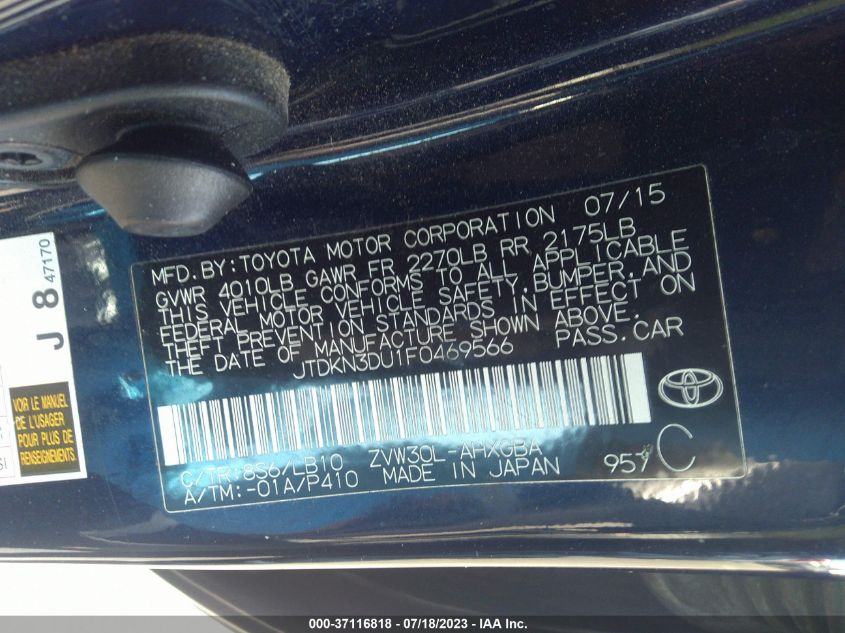 MFD. BY: TOYOTA MOTOR CORPORATION 07/15
GVWR 4010LB GAWR FR 2270LB RR 2175LB
THIS VEHICLE CONFORMS TO ALL APPLICABLE
FEDERAL MOTOR VEHICLE SAFETY, BUMPER, AND
THEFT PREVENTION STANDARDS IN EFFECT ON
THE DATE OF MANUFACTURE SHOWN ABOVE.
JTDKN3DU1F0469566 PASS. CAR
C/TR: 8S6/LB10 ZVW30L-AHXGBA
A/TM: -01A/P410 MADE IN JAPAN 957 C
J 8 47170
VOIR LE MANUEL
DE L'USAGER
POUR PLUS DE
RENSEIGNEMENTS.
000-37116818 - 07/18/2023 - IAA Inc.